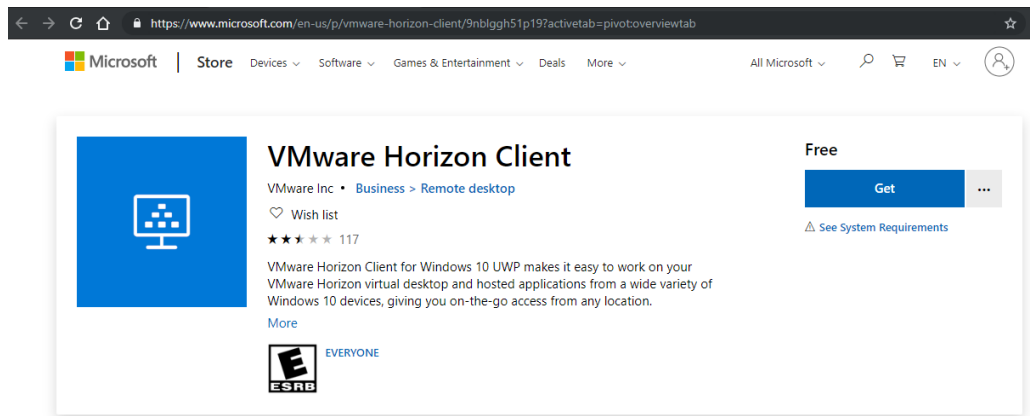 https://www.microsoft.com/en-us/p/vmware-horizon-client/9nblggh51p19?activetab=pivot:overviewtab
Microsoft Store Devices Software Games & Entertainment Deals More All Microsoft EN
VMware Horizon Client
VMware Inc • Business > Remote desktop
Wish list
117
VMware Horizon Client for Windows 10 UWP makes it easy to work on your
VMware Horizon virtual desktop and hosted applications from a wide variety of
Windows 10 devices, giving you on-the-go access from any location.
More
E
ESRB
EVERYONE
Free
Get ...
See System Requirements